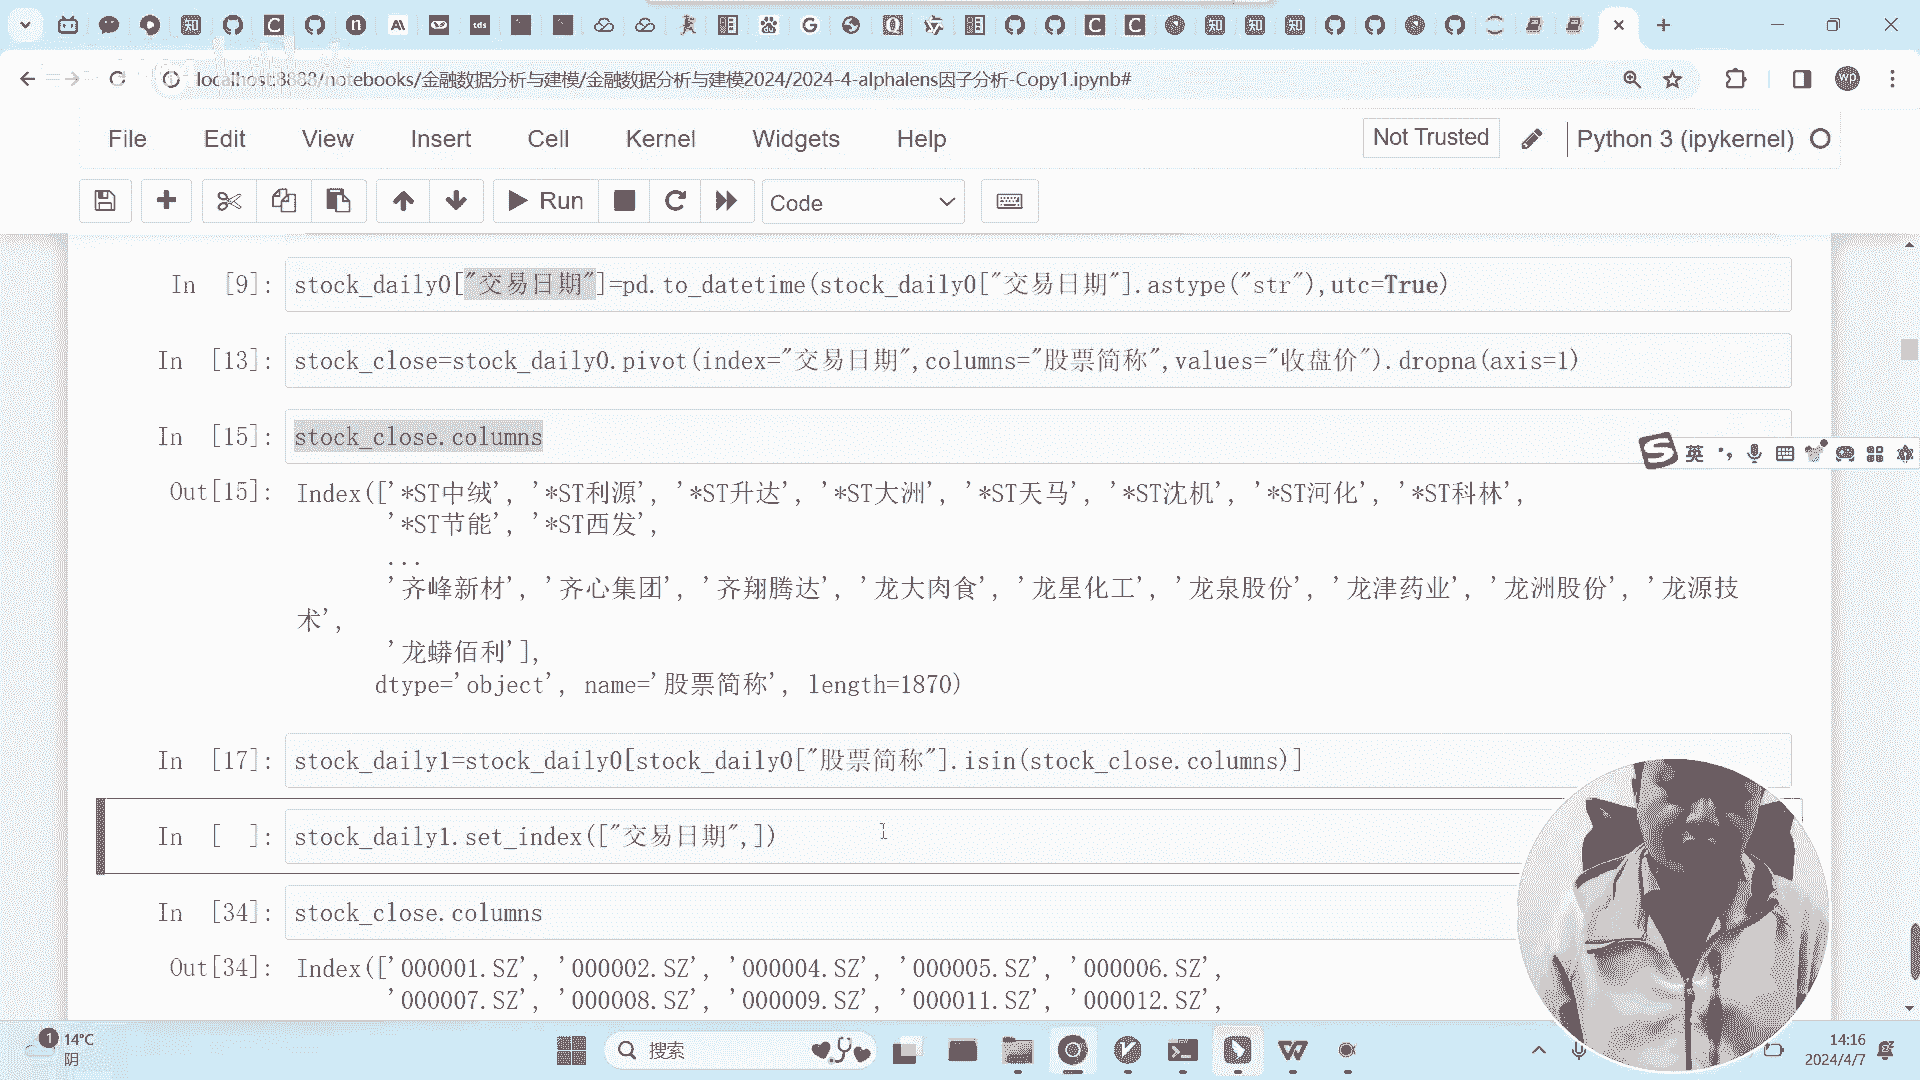 localhost:8888/notebooks/金融数据分析与建模/金融数据分析与建模2024/2024-4-alphalens因子分析-Copy1.ipynb#
File Edit View Insert Cell Kernel Widgets Help Not Trusted Python 3 (ipykernel)
Run Code
In [9]: stock_daily0["交易日期"]=pd.to_datetime(stock_daily0["交易日期"].astype("str"),utc=True)
In [13]: stock_close=stock_daily0.pivot(index="交易日期",columns="股票简称",values="收盘价").dropna(axis=1)
In [15]: stock_close.columns
英
Out[15]: Index(['*ST中绒', '*ST利源', '*ST升达', '*ST大洲', '*ST天马', '*ST沈机', '*ST河化', '*ST科林',
'*ST节能', '*ST西发',
...
'齐峰新材', '齐心集团', '齐翔腾达', '龙大肉食', '龙星化工', '龙泉股份', '龙津药业', '龙洲股份', '龙源技
术',
'龙蟒佰利'],
dtype='object', name='股票简称', length=1870)
In [17]: stock_daily1=stock_daily0[stock_daily0["股票简称"].isin(stock_close.columns)]
In [ ]: stock_daily1.set_index(["交易日期",])
In [34]: stock_close.columns
Out[34]: Index(['000001.SZ', '000002.SZ', '000004.SZ', '000005.SZ', '000006.SZ',
'000007.SZ', '000008.SZ', '000009.SZ', '000011.SZ', '000012.SZ',
1 14°C
阴
搜索
14:16
2024/4/7